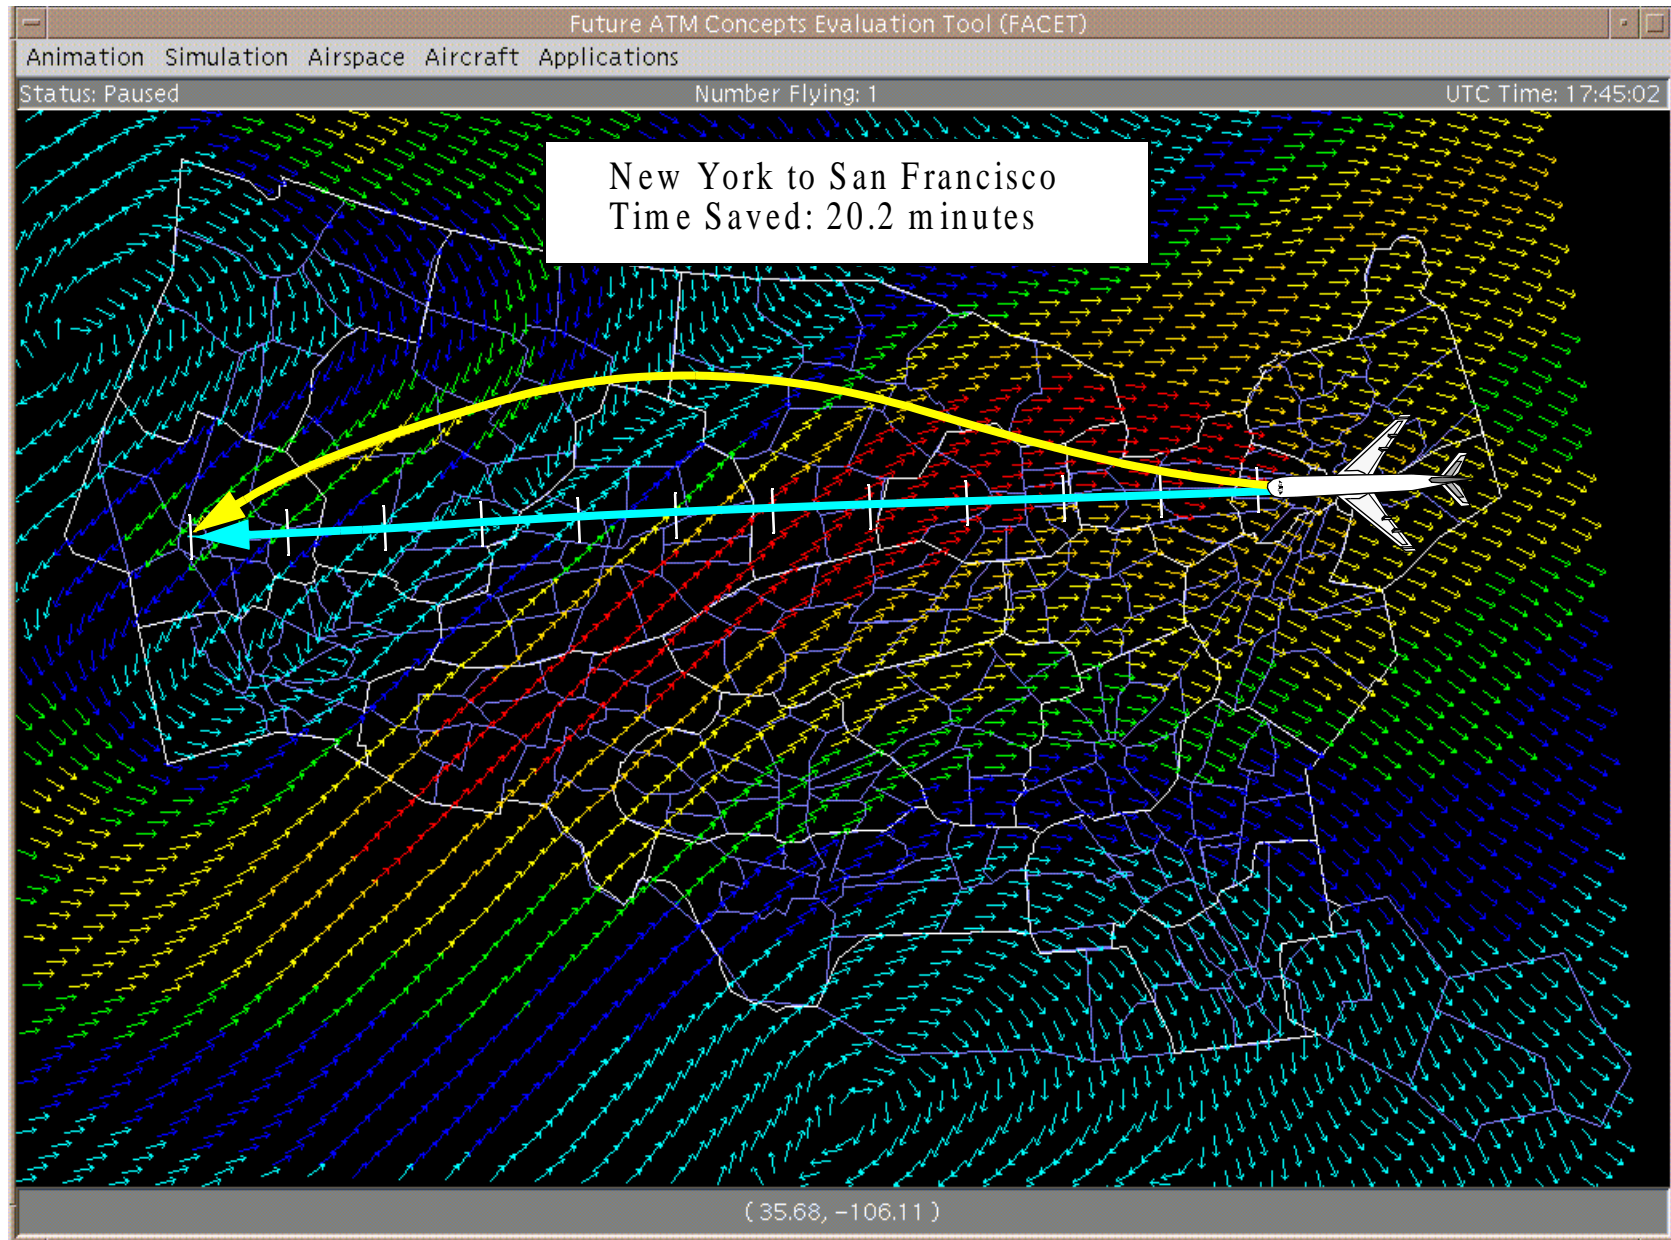 Future ATM Concepts Evaluation Tool (FACET)
Animation Simulation Airspace Aircraft Applications
Status: Paused Number Flying: 1 UTC Time: 17:45:02
New York to San Francisco
Time Saved: 20.2 minutes
( 35.68, −106.11 )